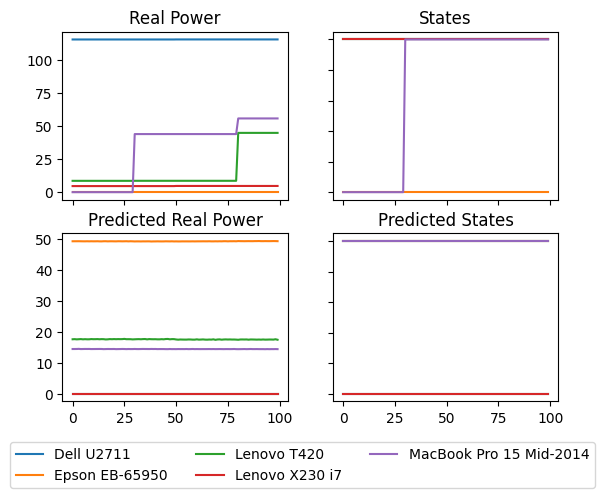 Real Power
States
100
75
50
25
0
Predicted Real Power
Predicted States
50
40
30
20
10
0
0 25 50 75 100
0 25 50 75 100
Dell U2711
Lenovo T420
MacBook Pro 15 Mid-2014
Epson EB-65950
Lenovo X230 i7